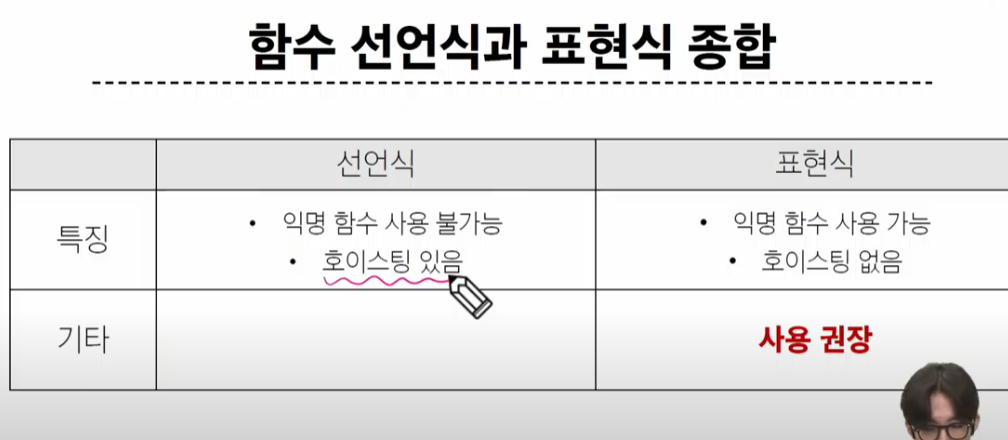 함수 선언식과 표현식 종합
선언식
표현식
특징
• 익명 함수 사용 불가능
• 호이스팅 있음
• 익명 함수 사용 가능
• 호이스팅 없음
기타
사용 권장